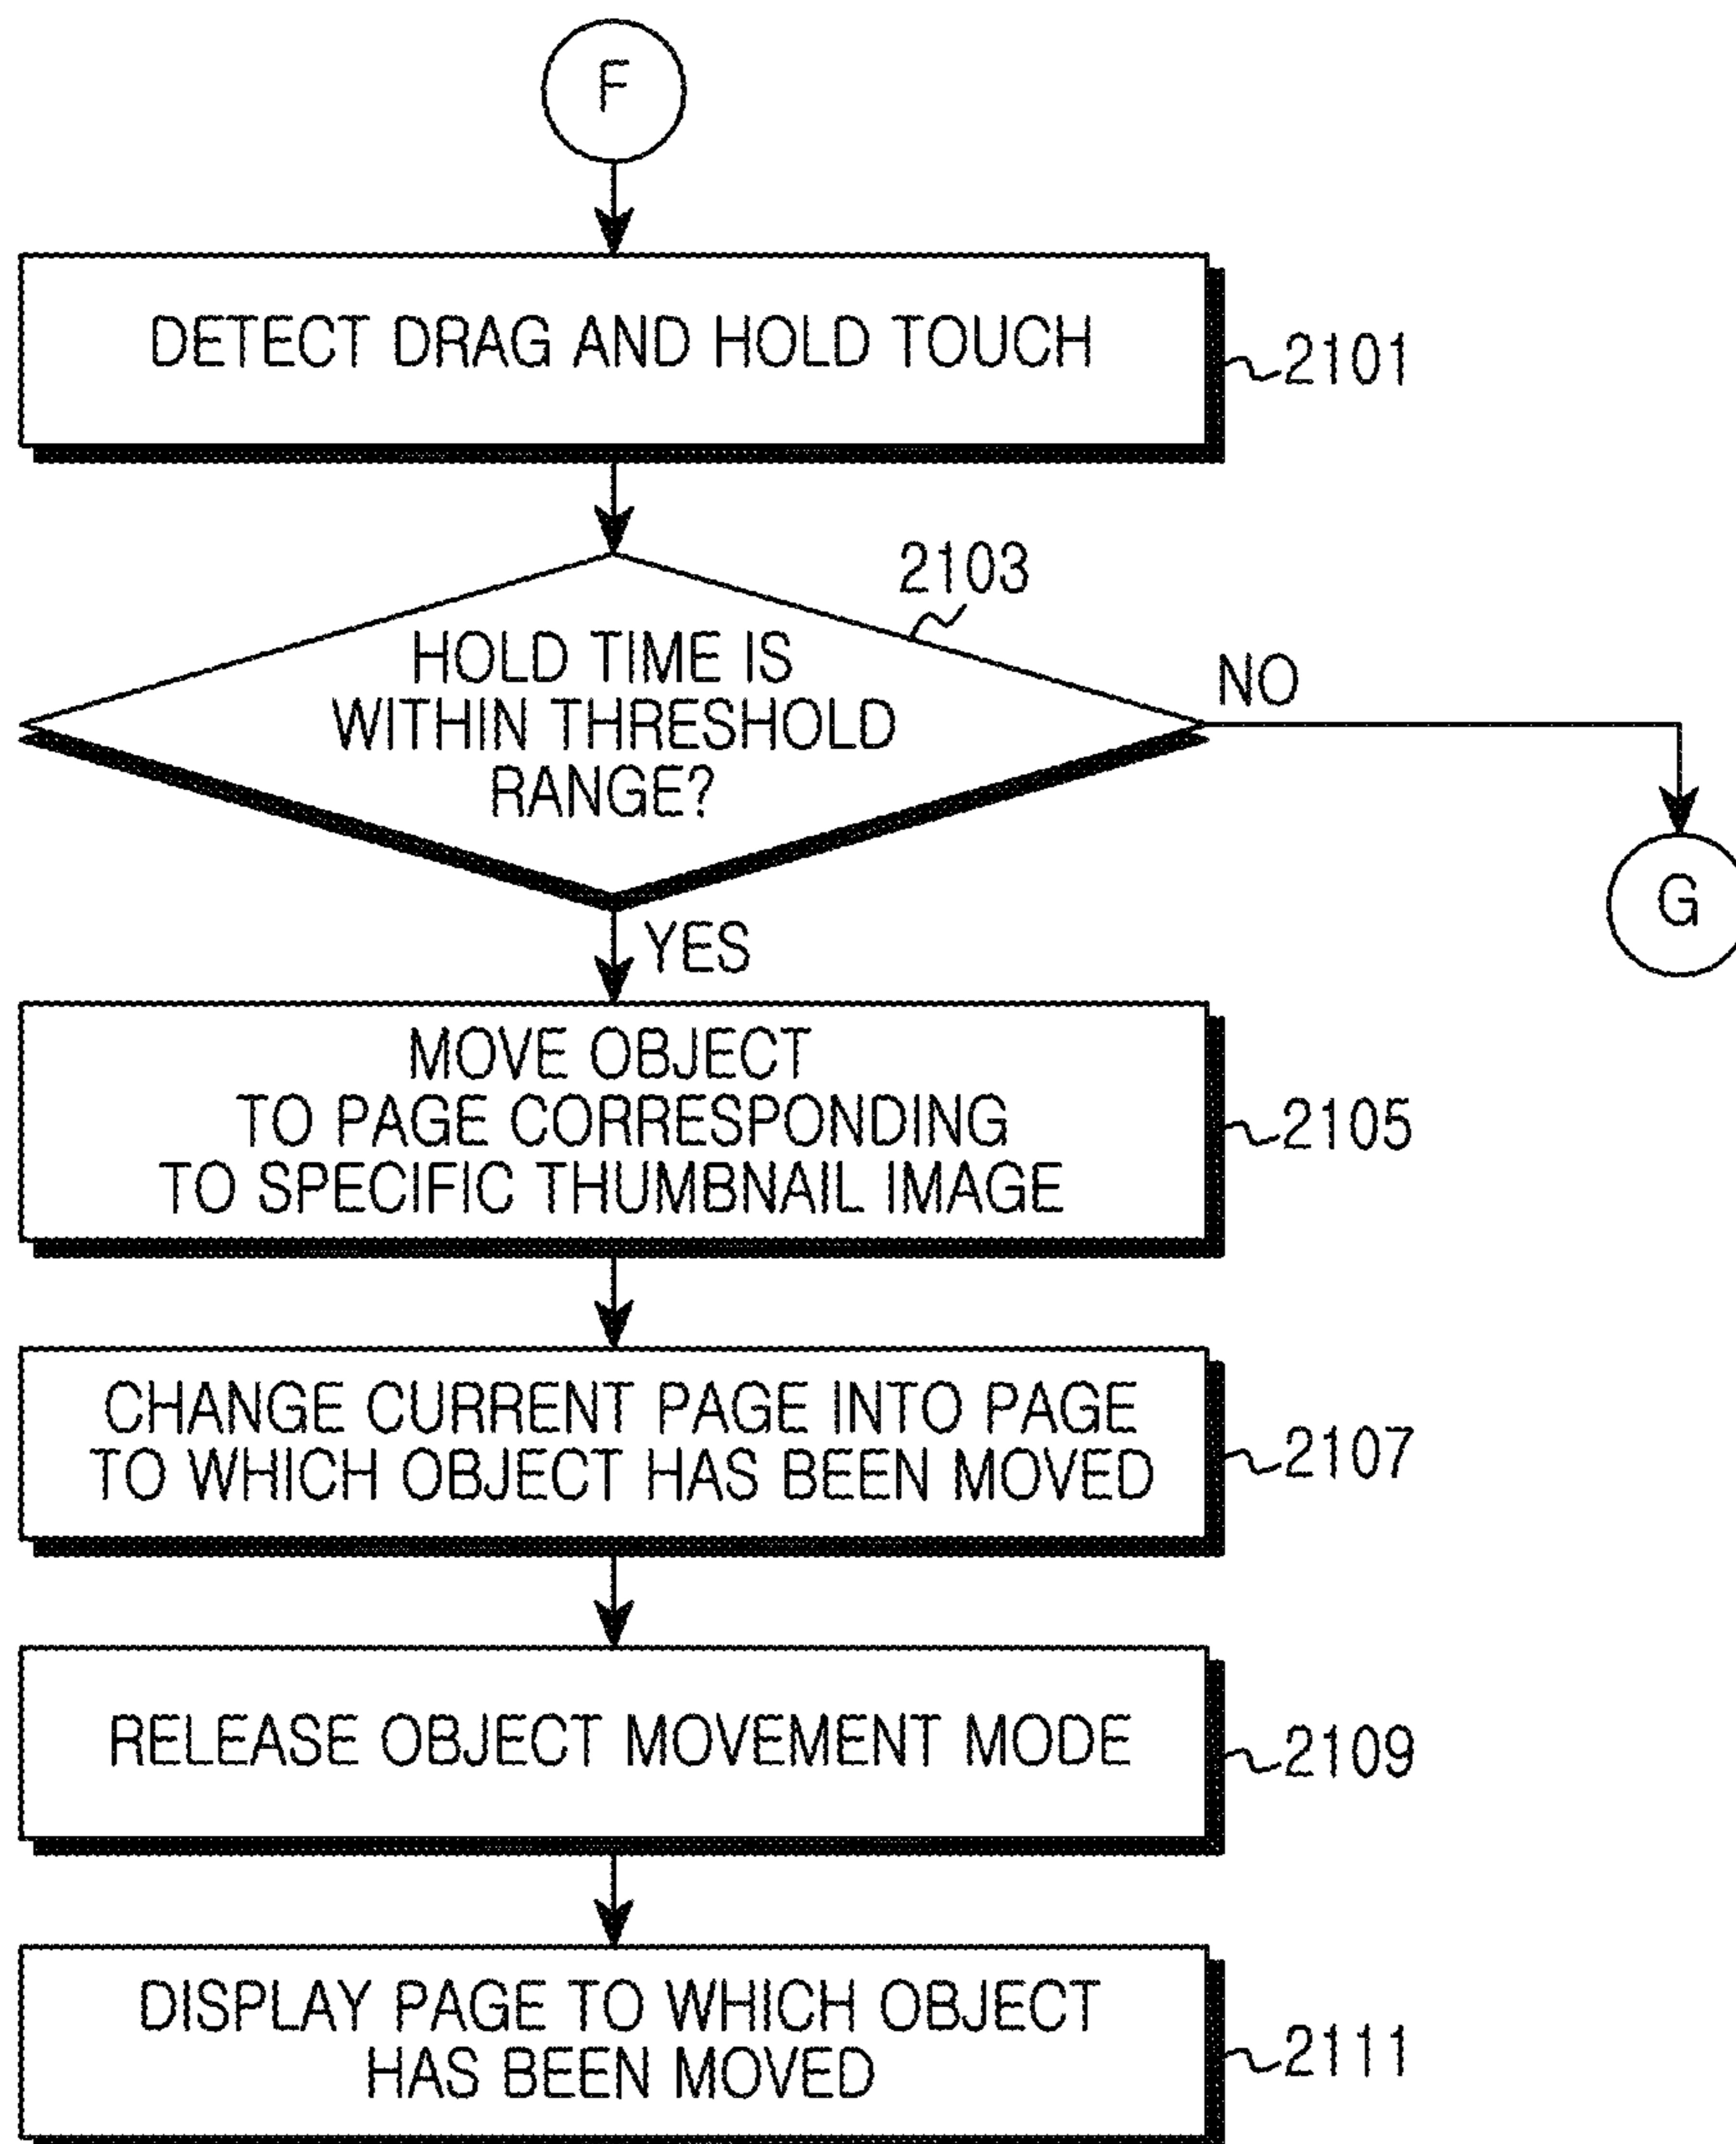 F
DETECT DRAG AND HOLD TOUCH
2101
2103
HOLD TIME IS
WITHIN THRESHOLD
RANGE?
NO
G
YES
MOVE OBJECT
TO PAGE CORRESPONDING
TO SPECIFIC THUMBNAIL IMAGE
2105
CHANGE CURRENT PAGE INTO PAGE
TO WHICH OBJECT HAS BEEN MOVED
2107
RELEASE OBJECT MOVEMENT MODE
2109
DISPLAY PAGE TO WHICH OBJECT
HAS BEEN MOVED
2111